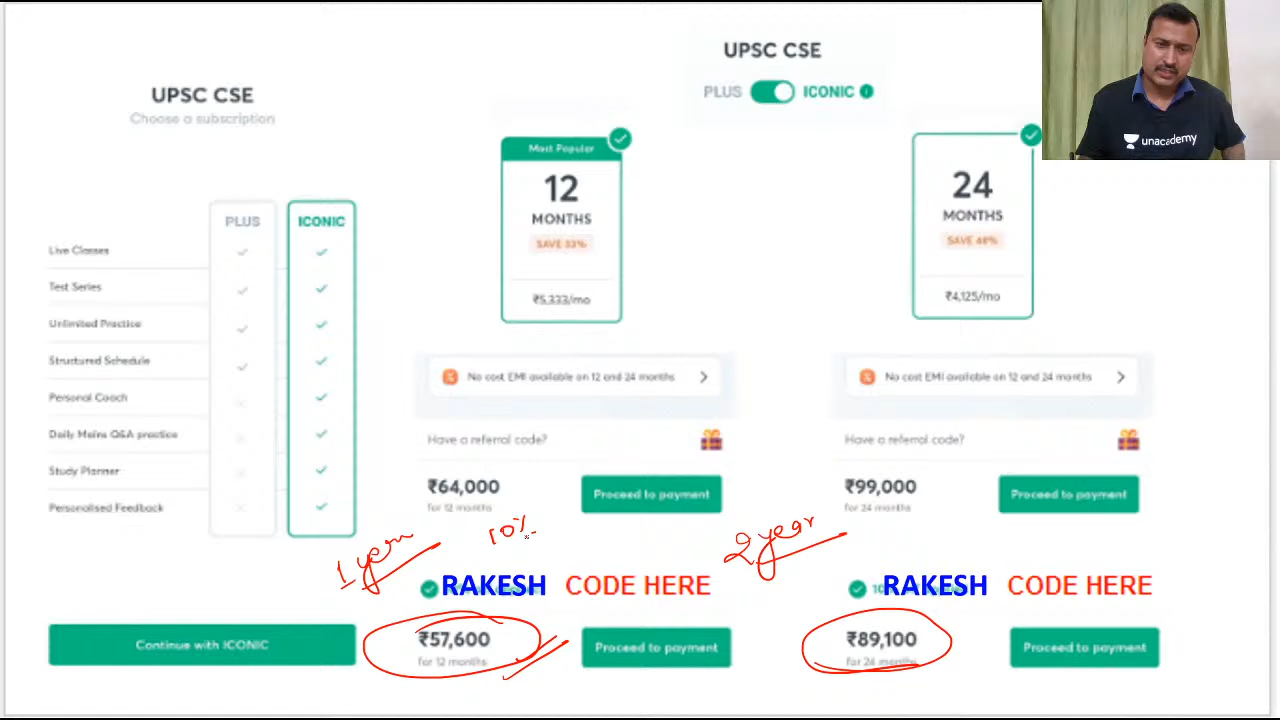 UPSC CSE
Choose a subscription
PLUS ICONIC
Live Classes
Test Series
Unlimited Practice
Structured Schedule
Personal Coach
Daily Mains Q&A practice
Study Planner
Personalised Feedback
Continue with ICONIC
Most Popular
12
MONTHS
SAVE 33%
₹5,333/mo
No cost EMI available on 12 and 24 months
Have a referral code?
₹64,000
for 12 months
Proceed to payment
1 year
10%
RAKESH CODE HERE
₹57,600
for 12 months
Proceed to payment
UPSC CSE
PLUS ICONIC
24
MONTHS
₹4,125/mo
No cost EMI available on 12 and 24 months
Have a referral code?
₹99,000
for 24 months
Proceed to payment
2 year
RAKESH CODE HERE
₹89,100
for 24 months
Proceed to payment
unacademy